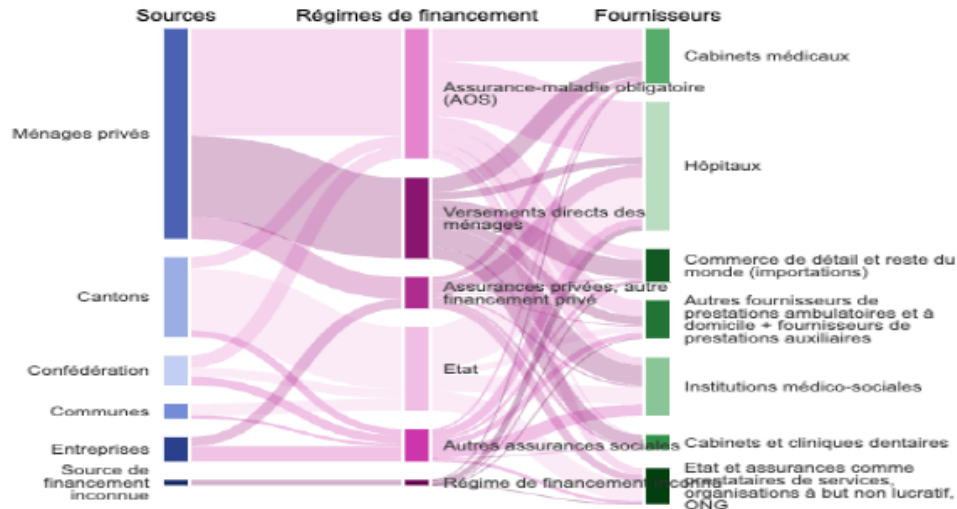 Sources
Régimes de financement
Fournisseurs
Ménages privés
Cantons
Confédération
Communes
Entreprises
Source de
financement
inconnue
Assurance-maladie obligatoire
(AOS)
Versements directs des
ménages
Assurances privées, autre
financement privé
Etat
Autres assurances sociales
Régime de financement inconnu
Cabinets médicaux
Hôpitaux
Commerce de détail et reste du
monde (importations)
Autres fournisseurs de
prestations ambulatoires et à
domicile + fournisseurs de
prestations auxiliaires
Institutions médico-sociales
Cabinets et cliniques dentaires
Etat et assurances comme
prestataires de services,
organisations à but non lucratif,
ONG